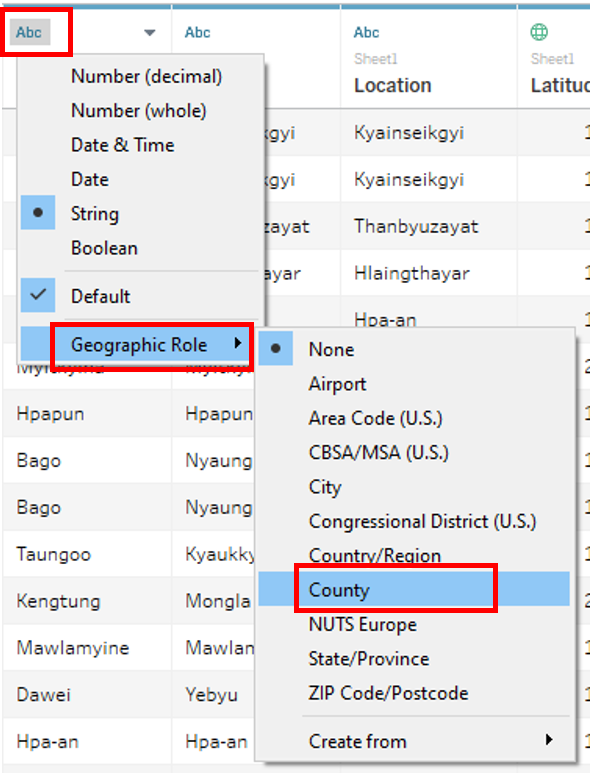 Abc
Abc
Abc
Sheet1
Sheet1
Location
Latitud
Number (decimal)
Number (whole)
Date & Time
Date
String
Boolean
Default
Geographic Role
kgyi
Kyainseikgyi
kgyi
Kyainseikgyi
zayat
Thanbyuzayat
ayar
Hlaingthayar
Hpa-an
None
Airport
Area Code (U.S.)
CBSA/MSA (U.S.)
City
Congressional District (U.S.)
Country/Region
County
NUTS Europe
State/Province
ZIP Code/Postcode
Create from
Hpapun
Hpapun
Bago
Nyaung
Bago
Nyaung
Taungoo
Kyaukky
Kengtung
Mongla
Mawlamyine
Mawlam
Dawei
Yebyu
Hpa-an
Hpa-an